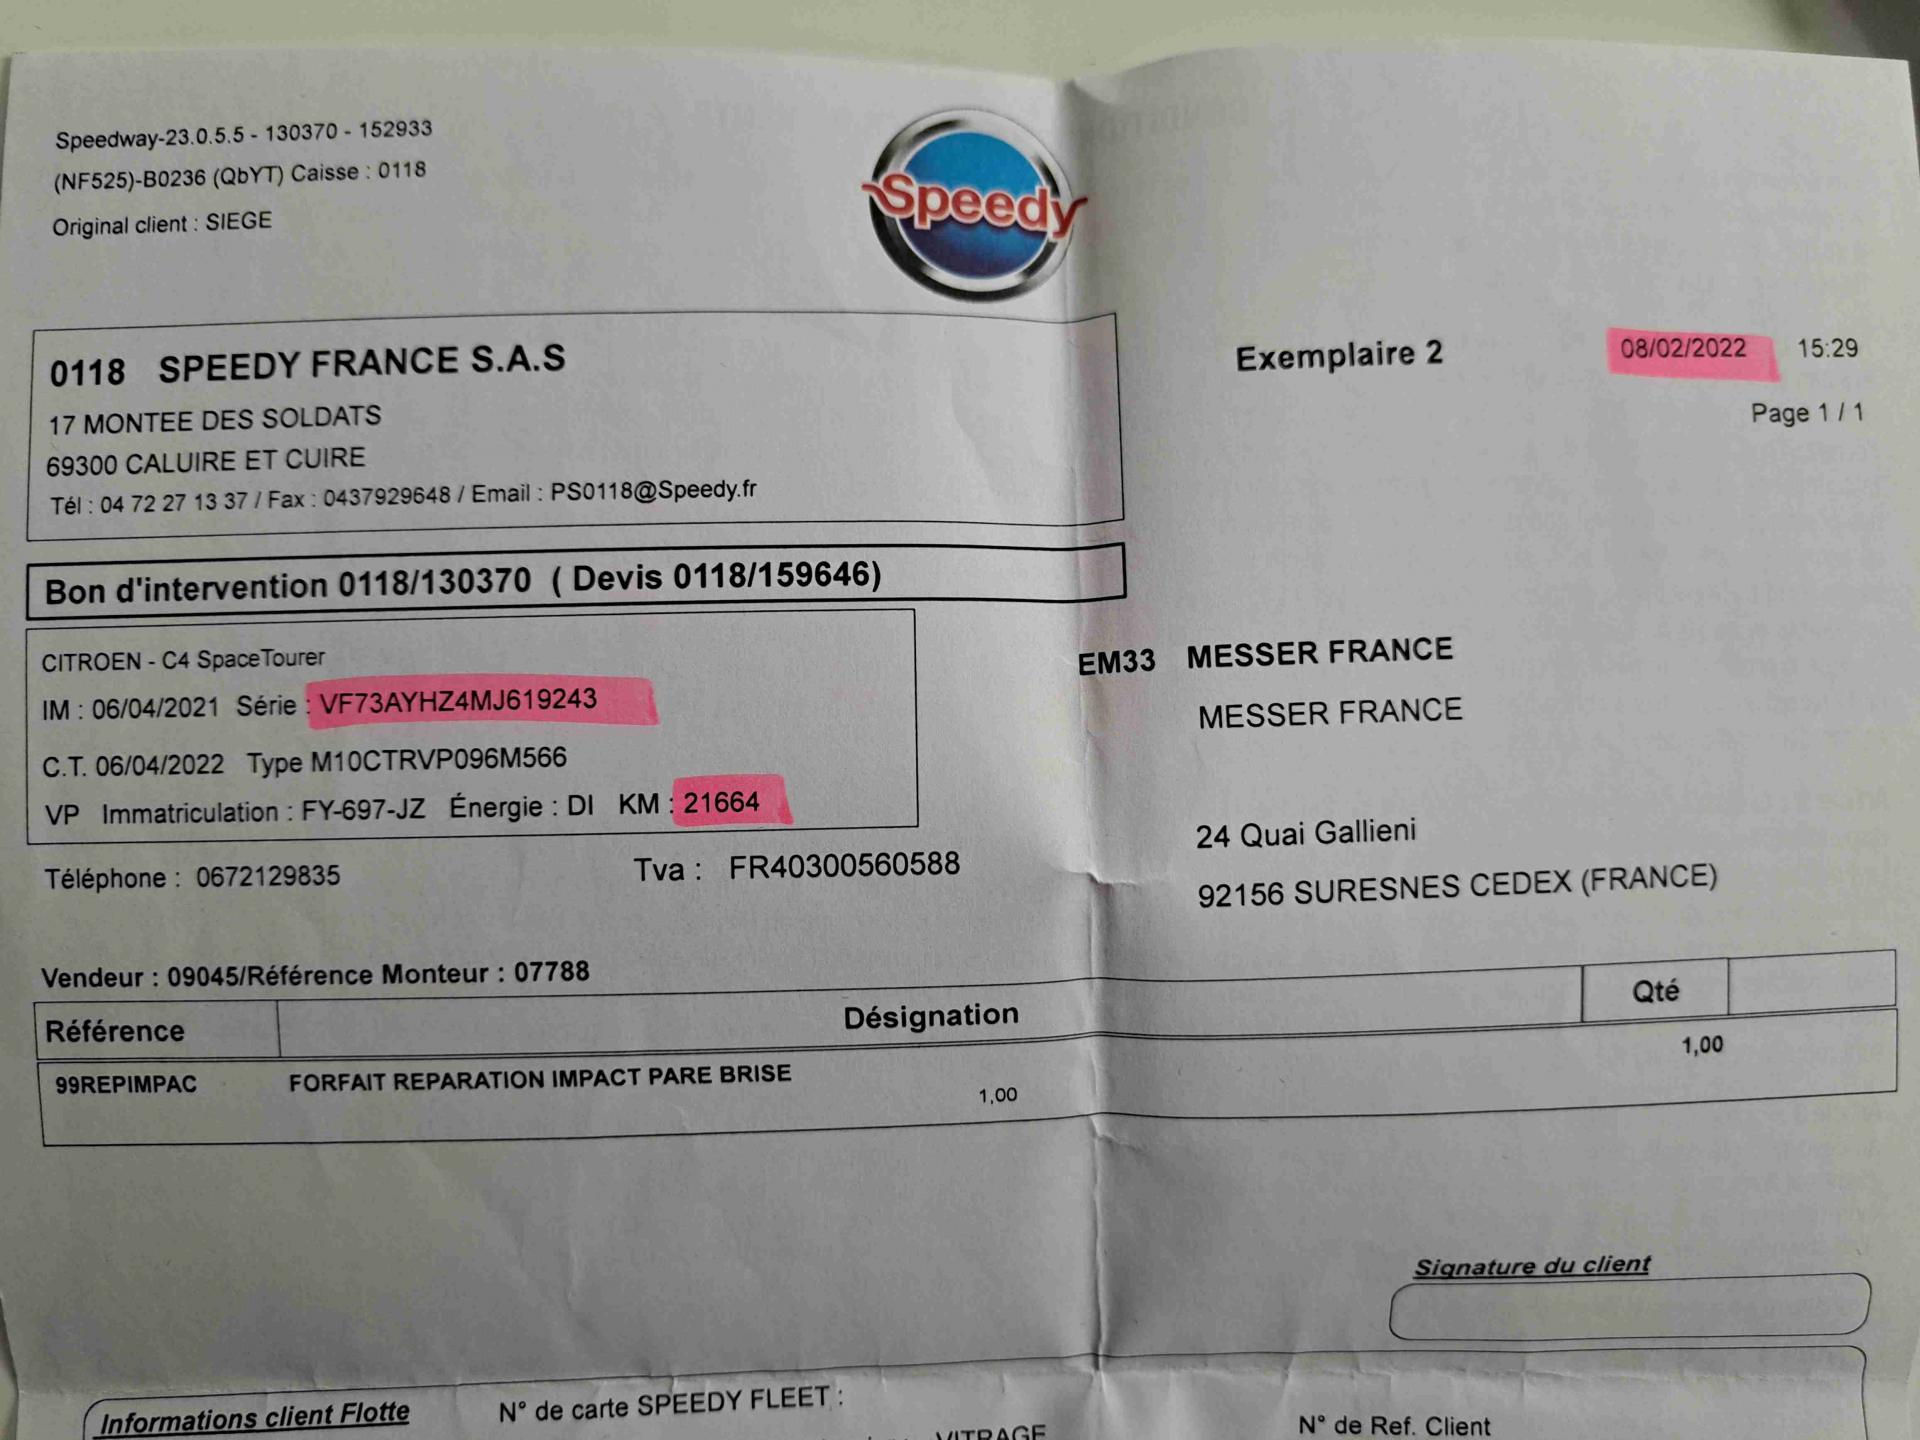 Speedway-23.0.5.5 - 130370 - 152933
(NF525)-B0236 (QbYT) Caisse : 0118
Original client : SIEGE
Speedy
0118 SPEEDY FRANCE S.A.S
17 MONTEE DES SOLDATS
69300 CALUIRE ET CUIRE
Tél : 04 72 27 13 37 / Fax : 0437929648 / Email : PS0118@Speedy.fr
Exemplaire 2 08/02/2022 15:29
Page 1 / 1
Bon d'intervention 0118/130370 ( Devis 0118/159646)
CITROEN - C4 SpaceTourer
IM : 06/04/2021 Série : VF73AYHZ4MJ619243
C.T. 06/04/2022 Type M10CTRVP096M566
VP Immatriculation : FY-697-JZ Énergie : DI KM : 21664
Téléphone : 0672129835 Tva : FR40300560588
EM33 MESSER FRANCE
MESSER FRANCE
24 Quai Gallieni
92156 SURESNES CEDEX (FRANCE)
Vendeur : 09045/Référence Monteur : 07788
Référence Désignation Qté
99REPIMPAC FORFAIT REPARATION IMPACT PARE BRISE 1,00
1,00
Signature du client
Informations client Flotte N° de carte SPEEDY FLEET :
VITRAGE N° de Ref. Client